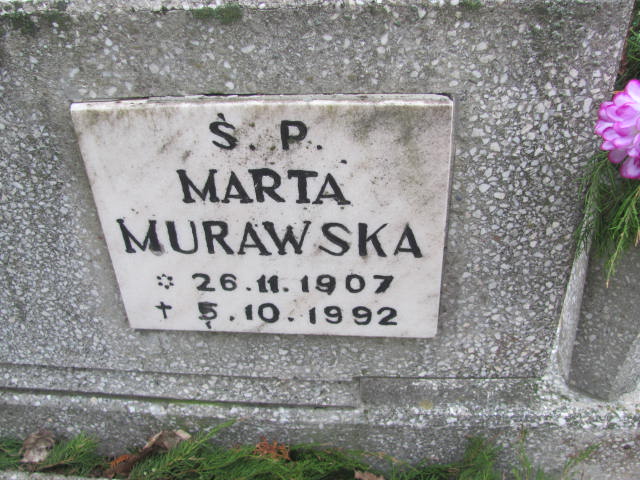 Ś. P.
MARTA
MURAWSKA
* 26.11.1907
† 5.10.1992